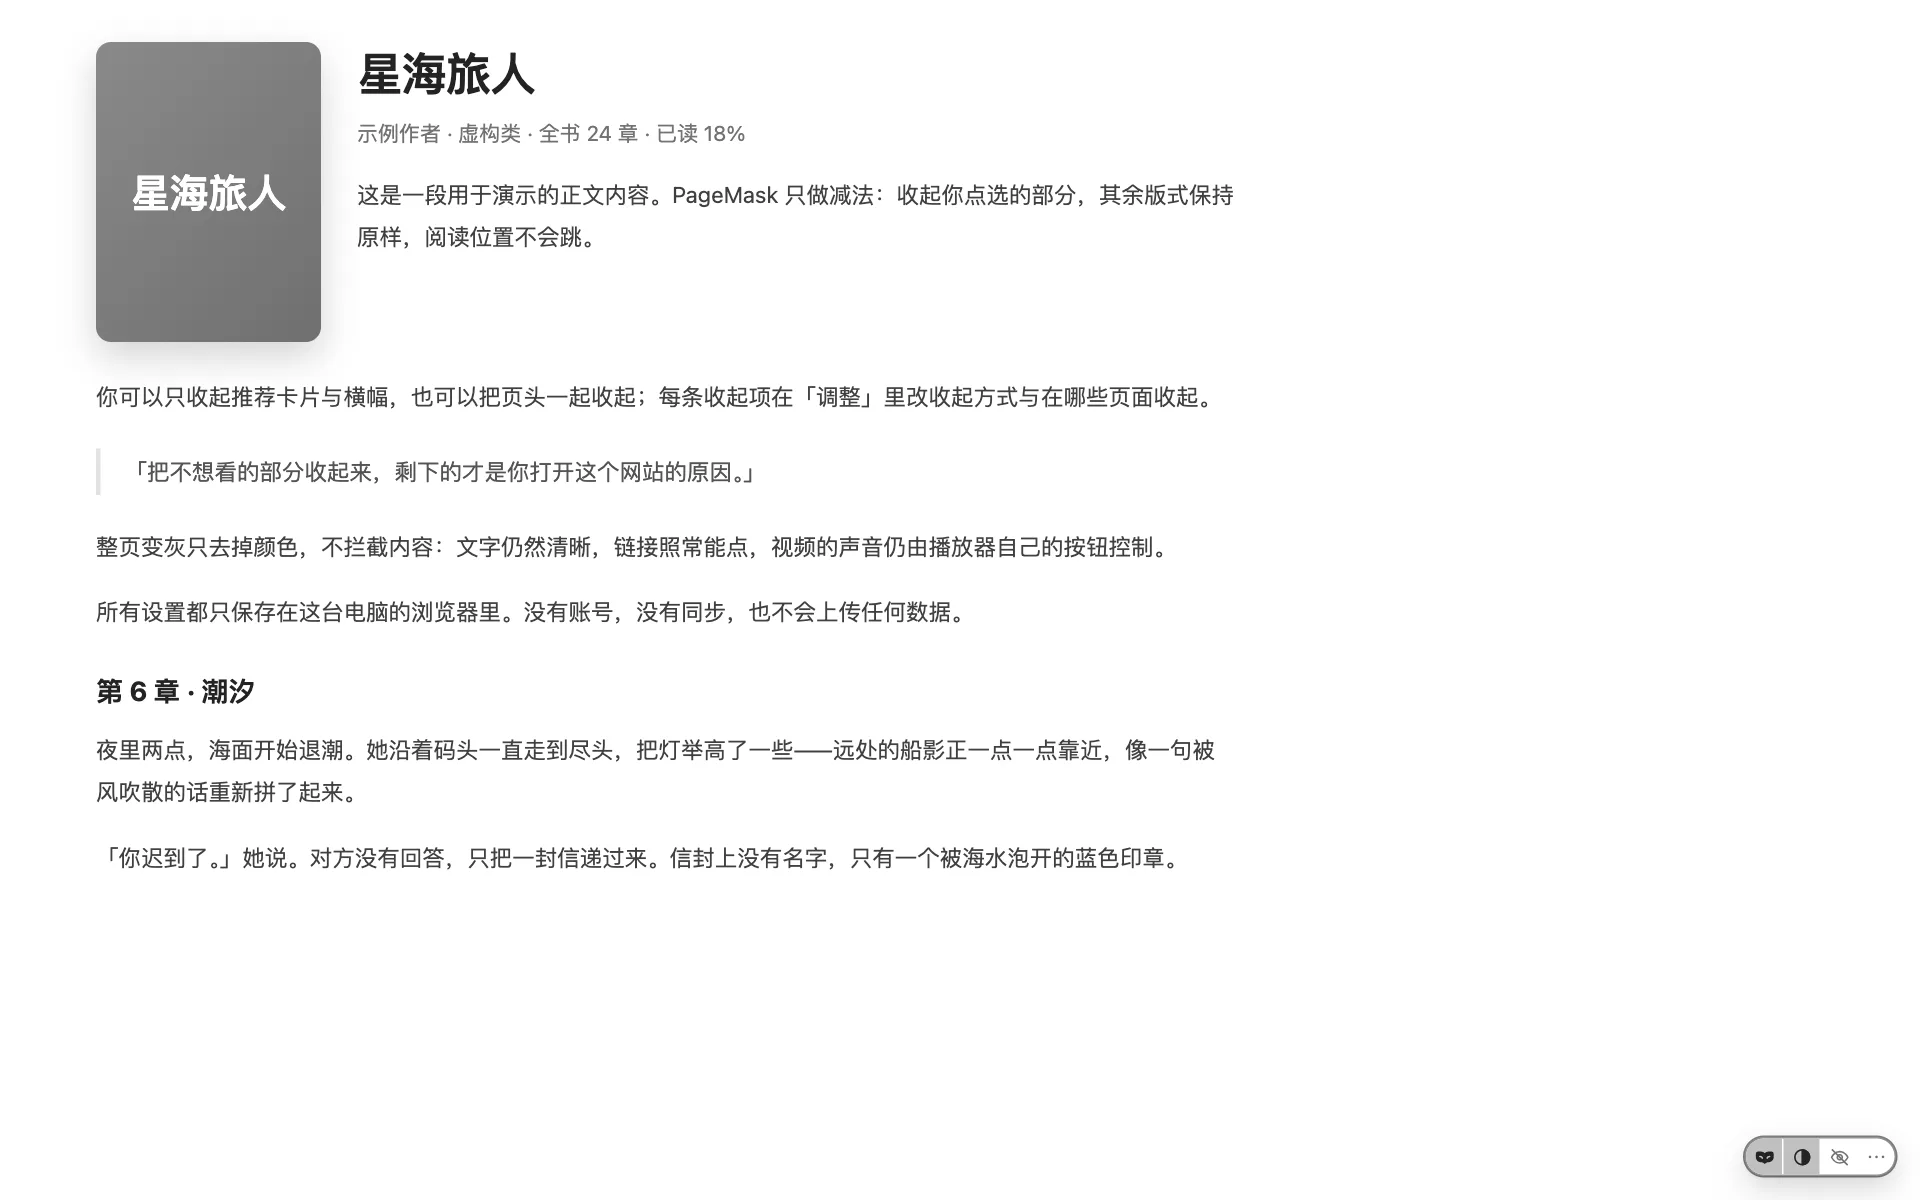 星海旅人
星海旅人
示例作者 · 虚构类 · 全书 24 章 · 已读 18%
这是一段用于演示的正文内容。PageMask 只做减法：收起你点选的部分，其余版式保持
原样，阅读位置不会跳。
你可以只收起推荐卡片与横幅，也可以把页头一起收起；每条收起项在「调整」里改收起方式与在哪些页面收起。
「把不想看的部分收起来，剩下的才是你打开这个网站的原因。」
整页变灰只去掉颜色，不拦截内容：文字仍然清晰，链接照常能点，视频的声音仍由播放器自己的按钮控制。
所有设置都只保存在这台电脑的浏览器里。没有账号，没有同步，也不会上传任何数据。
第 6 章 · 潮汐
夜里两点，海面开始退潮。她沿着码头一直走到尽头，把灯举高了一些——远处的船影正一点一点靠近，像一句被
风吹散的话重新拼了起来。
「你迟到了。」她说。对方没有回答，只把一封信递过来。信封上没有名字，只有一个被海水泡开的蓝色印章。